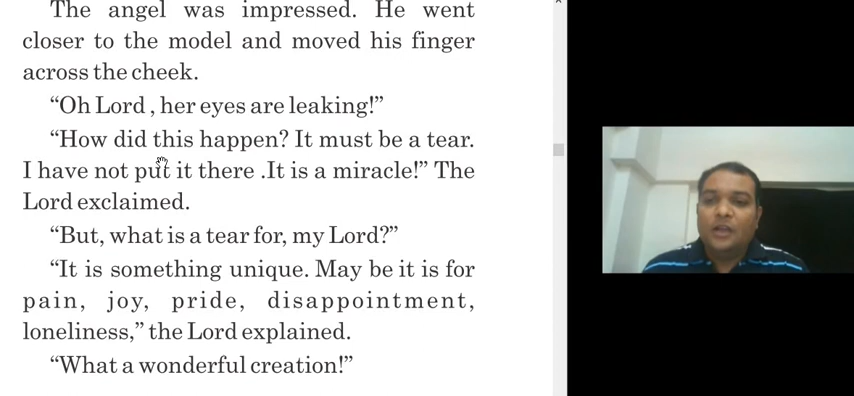 The angel was impressed. He went
closer to the model and moved his finger
across the cheek.
“Oh Lord , her eyes are leaking!”
“How did this happen? It must be a tear.
I have not put it there .It is a miracle!” The
Lord exclaimed.
“But, what is a tear for, my Lord?”
“It is something unique. May be it is for
pain, joy, pride, disappointment,
loneliness,” the Lord explained.
“What a wonderful creation!”